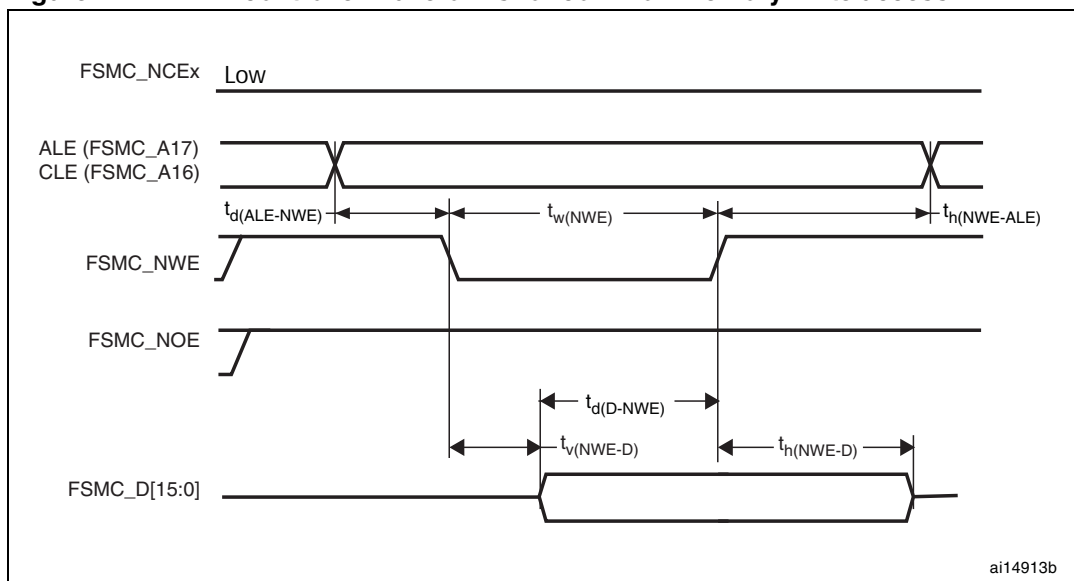 FSMC_NCEx Low
ALE (FSMC_A17)
CLE (FSMC_A16)
td(ALE-NWE) tw(NWE) th(NWE-ALE)
FSMC_NWE
FSMC_NOE
td(D-NWE)
tv(NWE-D) th(NWE-D)
FSMC_D[15:0]
ai14913b